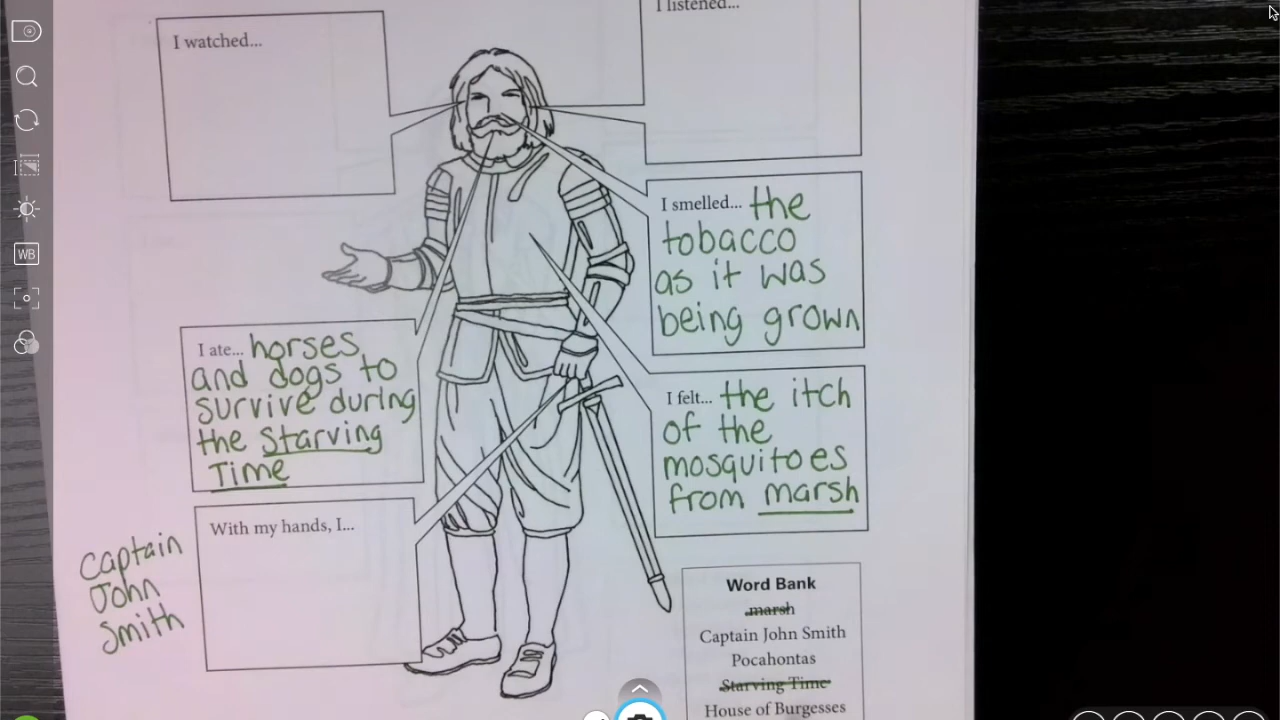 I watched...
I listened...
I smelled... the
tobacco
as it was
being grown
I ate... horses
and dogs to
survive during
the Starving
Time
I felt... the itch
of the
mosquitoes
from marsh
With my hands, I...
Captain
John
Smith
Word Bank
marsh
Captain John Smith
Pocahontas
Starving Time
House of Burgesses
WB